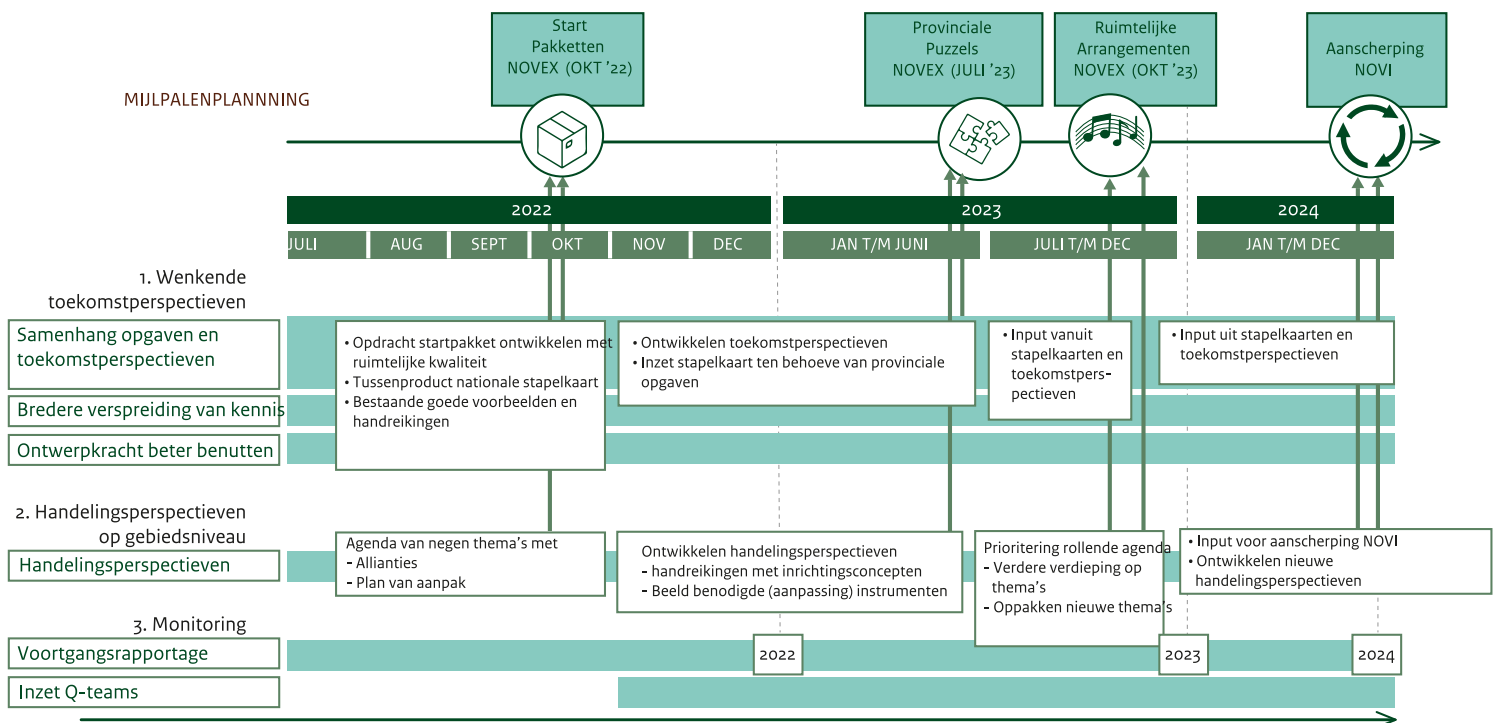 Start
Pakketten
NOVEX (OKT '22)
Provinciale
Puzzels
NOVEX (JULI '23)
Ruimtelijke
Arrangementen
NOVEX (OKT '23)
Aanscherping
NOVI
MIJLPALENPLANNNING
2022
2023
2024
JULI
AUG
SEPT
OKT
NOV
DEC
JAN T/M JUNI
JULI T/M DEC
JAN T/M DEC
1. Wenkende
toekomstperspectieven
Samenhang opgaven en
toekomstperspectieven
Bredere verspreiding van kennis
Ontwerpkracht beter benutten
• Opdracht startpakket ontwikkelen met
ruimtelijke kwaliteit
• Tussenproduct nationale stapelkaart
• Bestaande goede voorbeelden en
handreikingen
• Ontwikkelen toekomstperspectieven
• Inzet stapelkaart ten behoeve van provinciale
opgaven
• Input vanuit
stapelkaarten en
toekomstpers-
pectieven
• Input uit stapelkaarten en
toekomstperspectieven
2. Handelingsperspectieven
op gebiedsniveau
Handelingsperspectieven
Agenda van negen thema's met
- Allianties
- Plan van aanpak
Ontwikkelen handelingsperspectieven
- handreikingen met inrichtingsconcepten
- Beeld benodigde (aanpassing) instrumenten
Prioritering rollende agenda
- Verdere verdieping op
thema's
- Oppakken nieuwe thema's
• Input voor aanscherping NOVI
• Ontwikkelen nieuwe
handelingsperspectieven
3. Monitoring
Voortgangsrapportage
2022
2023
2024
Inzet Q-teams